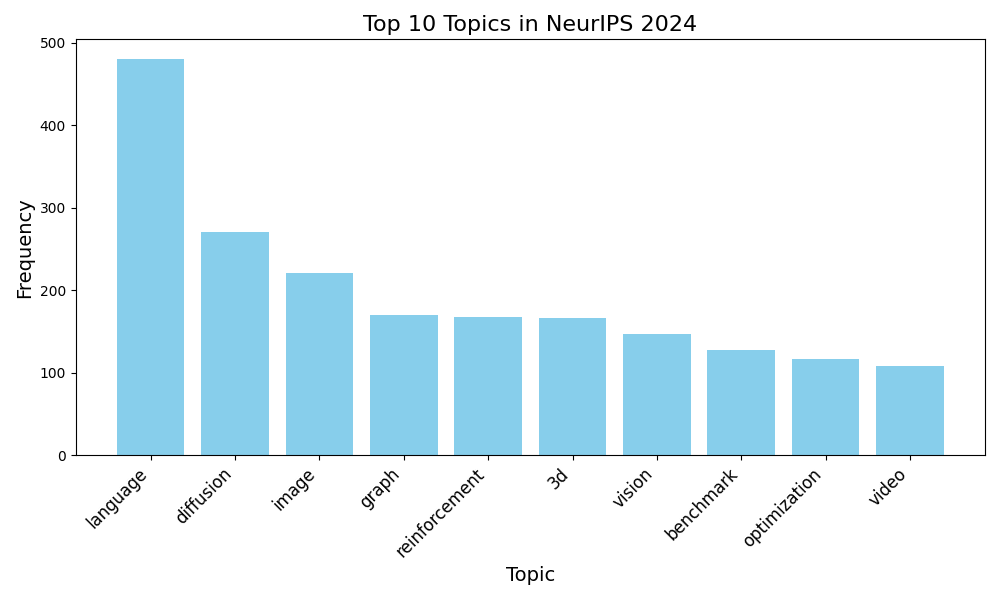 Top 10 Topics in NeurIPS 2024
500
400
300
200
100
0
Frequency
language
diffusion
image
graph
reinforcement
3d
vision
benchmark
optimization
video
Topic